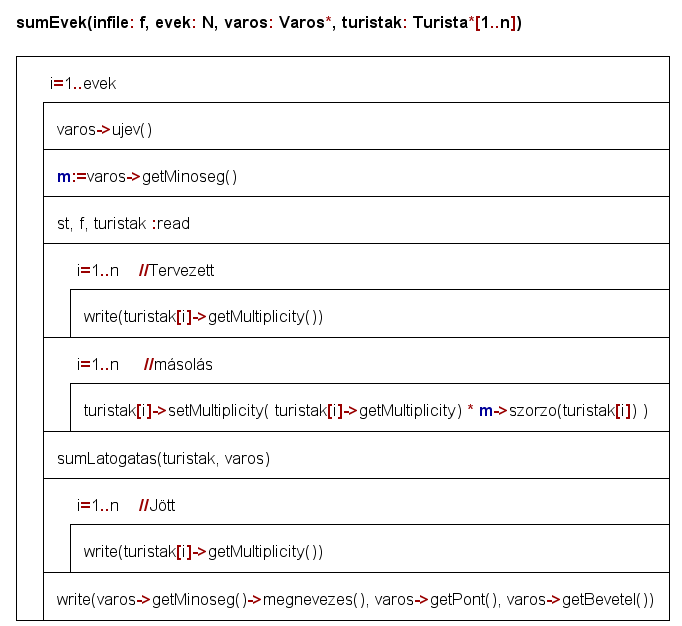 sumEvek(infile: f, evek: N, varos: Varos*, turistak: Turista*[1..n])
i=1..evek
varos->ujev()
m:=varos->getMinoseg()
st, f, turistak :read
i=1..n //Tervezett
write(turistak[i]->getMultiplicity())
i=1..n //másolás
turistak[i]->setMultiplicity( turistak[i]->getMultiplicity) * m->szorzo(turistak[i]) )
sumLatogatas(turistak, varos)
i=1..n //Jött
write(turistak[i]->getMultiplicity())
write(varos->getMinoseg()->megnevezes(), varos->getPont(), varos->getBevetel())